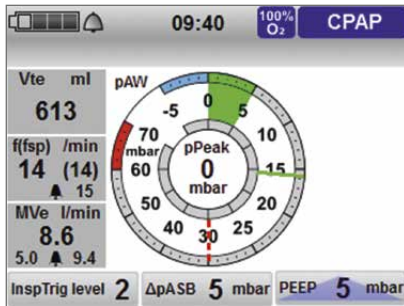 09:40
100%
O₂
CPAP
Vte ml
613
f(fsp) /min
14 (14)
15
MVe l/min
8.6
5.0 9.4
pAW
-5 0 5
70 10
mbar
60 15
50 20
40 30 25
pPeak
0
mbar
InspTrig level 2 ΔpASB 5 mbar PEEP 5 mbar